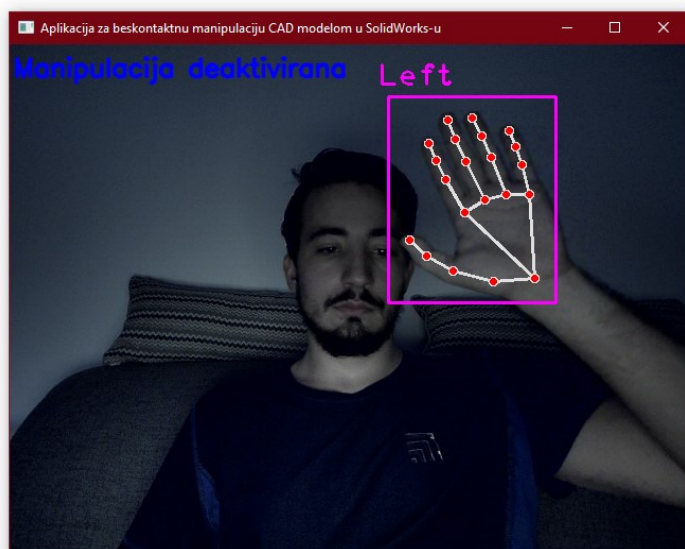 Aplikacija za beskontaktnu manipulaciju CAD modelom u SolidWorks-u
Manipulacija deaktivirana
Left